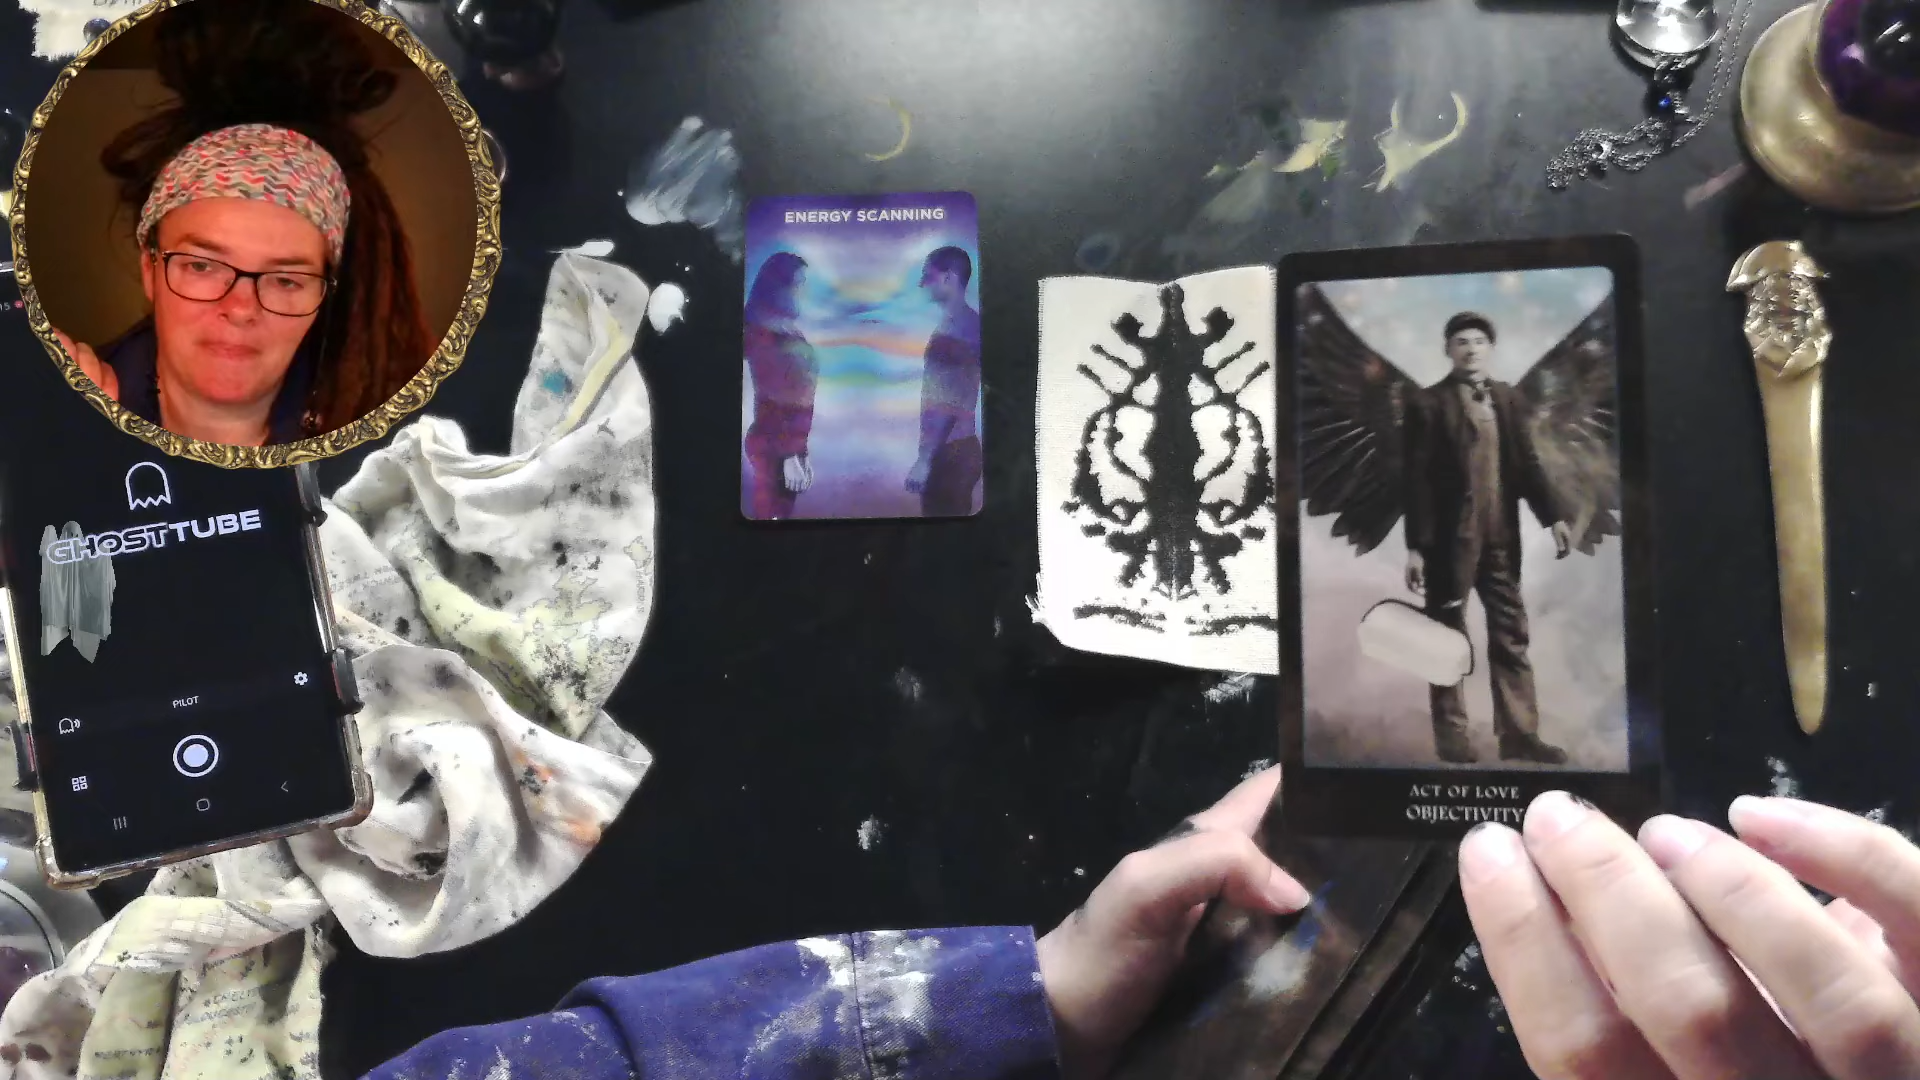 ENERGY SCANNING
GHOSTTUBE
PILOT
ACT OF LOVE
OBJECTIVITY